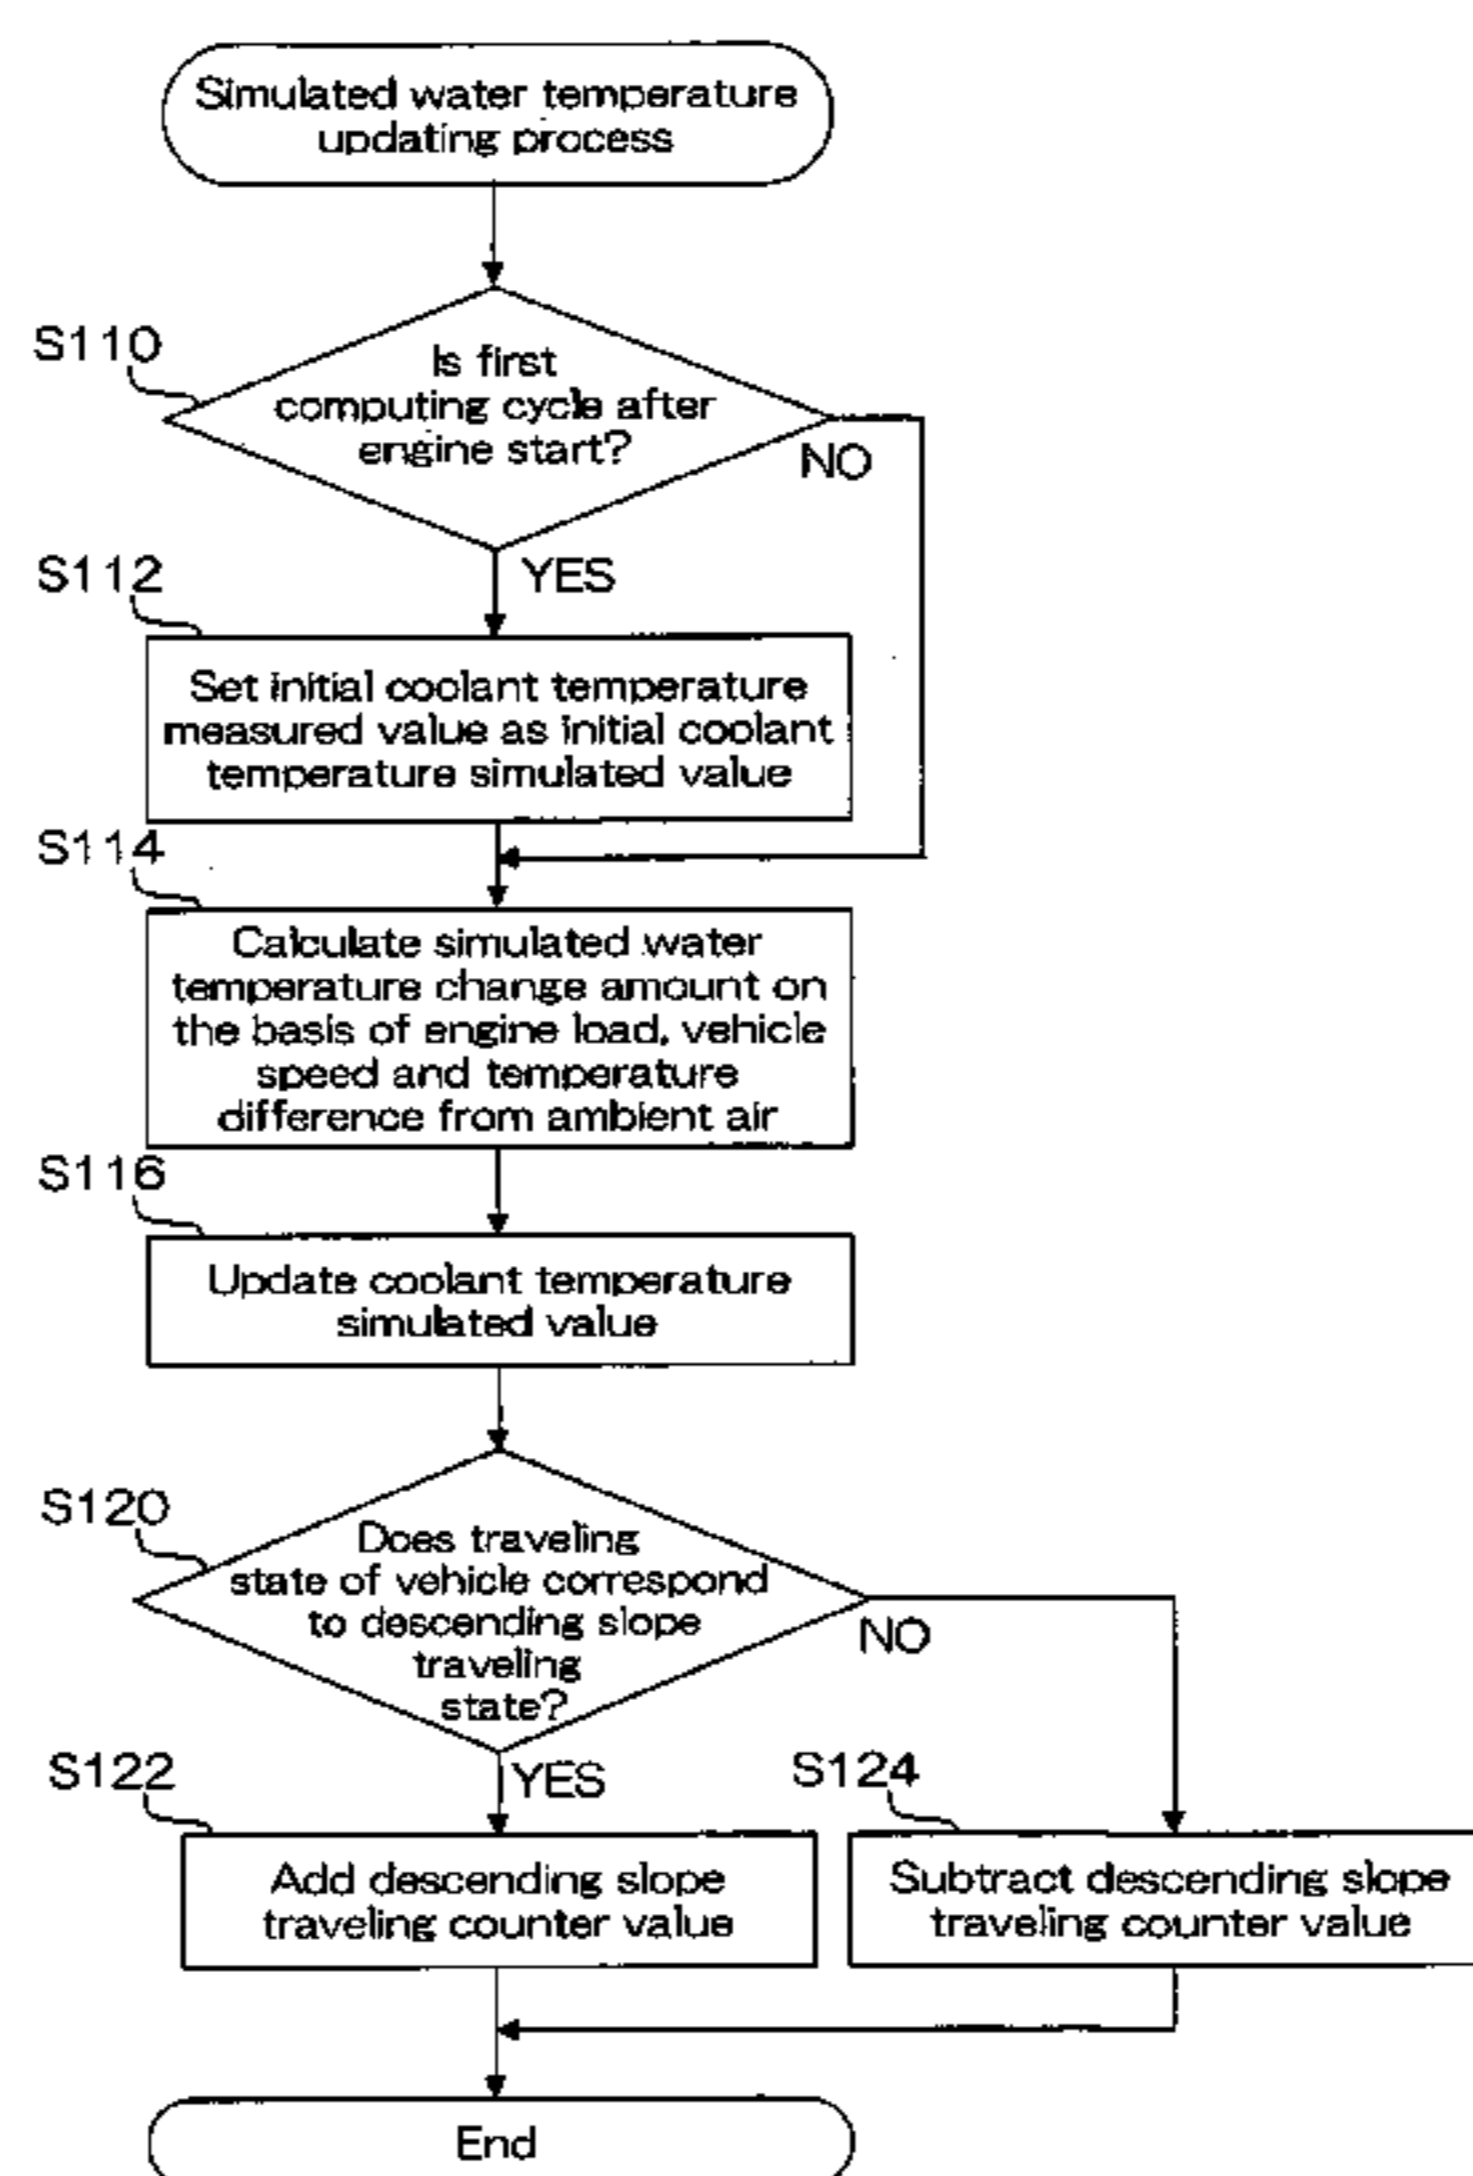 Simulated water temperature
updating process
S110
Is first
computing cycle after
engine start?
NO
YES
S112
Set initial coolant temperature
measured value as initial coolant
temperature simulated value
S114
Calculate simulated water
temperature change amount on
the basis of engine load, vehicle
speed and temperature
difference from ambient air
S116
Update coolant temperature
simulated value
S120
Does traveling
state of vehicle correspond
to descending slope
traveling
state?
NO
YES
S122
Add descending slope
traveling counter value
S124
Subtract descending slope
traveling counter value
End